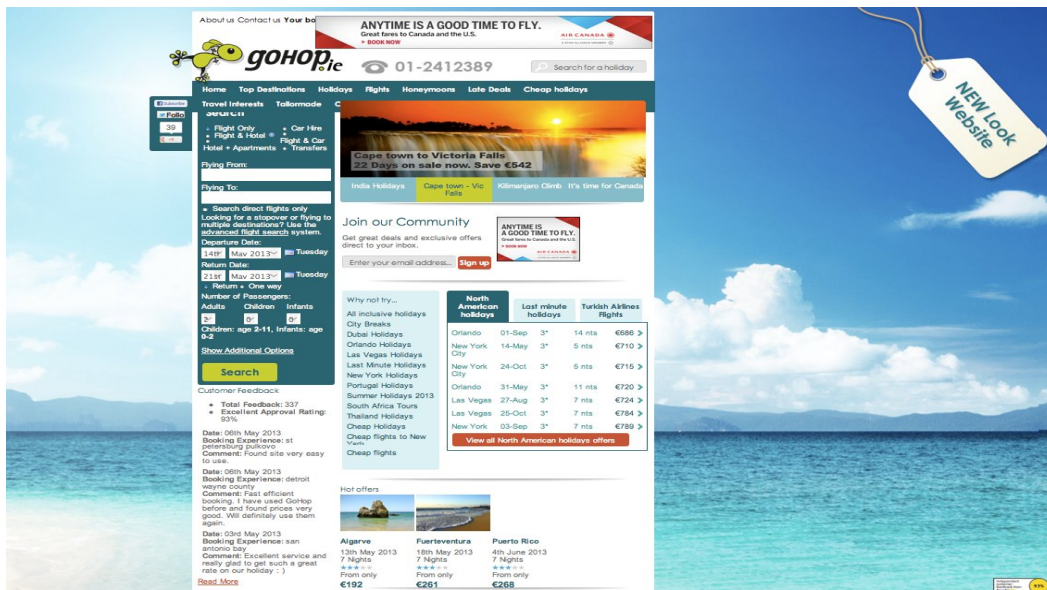 About us Contact us Your bo
ANYTIME IS A GOOD TIME TO FLY.
Great fares to Canada and the U.S.
BOOK NOW
AIR CANADA
goHop.ie
01-2412389
Search for a holiday
Home Top Destinations Holidays Flights Honeymoons Late Deals Cheap holidays
Travel Interests Tailormade C
Subscribe
Follo
39
Search
Flight Only
Car Hire
Flight & Hotel
Flight & Car
Hotel + Apartments
Transfers
Flying From:
Flying To:
Search direct flights only
Looking for a stopover or flying to
multiple destinations? Use the
advanced flight search system.
Departure Date:
14th May 2013 Tuesday
Return Date:
21st May 2013 Tuesday
Return One way
Number of Passengers:
Adults Children Infants
2 0 0
Children: age 2-11, Infants: age
0-2
Show Additional Options
Search
Cape town to Victoria Falls
22 Days on sale now. Save €542
India Holidays
Cape town - Vic
Falls
Kilimanjaro Climb
It's time for Canada
Join our Community
Get great deals and exclusive offers
direct to your inbox.
Enter your email address...
Sign up
ANYTIME IS
A GOOD TIME TO FLY.
Great fares to Canada and the U.S.
BOOK NOW
AIR CANADA
Why not try...
All inclusive holidays
City Breaks
Dubai Holidays
Orlando Holidays
Las Vegas Holidays
Last Minute Holidays
New York Holidays
Portugal Holidays
Summer Holidays 2013
South Africa Tours
Thailand Holidays
Cheap Holidays
Cheap flights to New
York
Cheap flights
North
American
holidays
Last minute
holidays
Turkish Airlines
Flights
Orlando 01-Sep 3* 14 nts €686
New York
City 14-May 3* 5 nts €710
New York
City 24-Oct 3* 5 nts €715
Orlando 31-May 3* 11 nts €720
Las Vegas 27-Aug 3* 7 nts €724
Las Vegas 25-Oct 3* 7 nts €784
New York 03-Sep 3* 7 nts €789
View all North American holidays offers
Customer Feedback
Total Feedback: 337
Excellent Approval Rating:
93%
Date: 06th May 2013
Booking Experience: st
petersburg pulkovo
Comment: Found site very easy
to use.
Date: 06th May 2013
Booking Experience: detroit
wayne county
Comment: Fast efficient
booking. I have used GoHop
before and found prices very
good. Will definitely use them
again.
Date: 03rd May 2013
Booking Experience: san
antonio bay
Comment: Excellent service and
really glad to get such a great
rate on our holiday : )
Read More
Hot offers
Algarve
13th May 2013
7 Nights
From only
€192
Fuerteventura
18th May 2013
7 Nights
From only
€261
Puerto Rico
4th June 2013
7 Nights
From only
€268
NEW Look
Website
93%